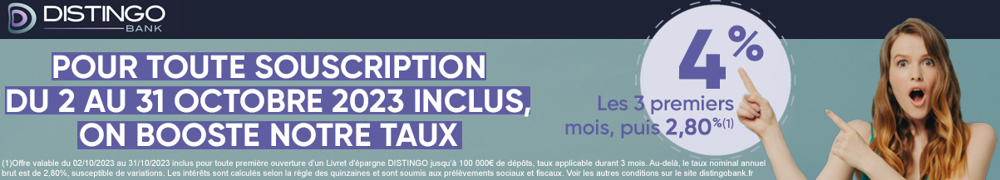 DISTINGO
BANK
POUR TOUTE SOUSCRIPTION
DU 2 AU 31 OCTOBRE 2023 INCLUS,
ON BOOSTE NOTRE TAUX
4%
Les 3 premiers
mois, puis 2,80%(1)
(1)Offre valable du 02/10/2023 au 31/10/2023 inclus pour toute première ouverture d'un Livret d'épargne DISTINGO jusqu'à 100 000€ de dépôts, taux applicable durant 3 mois. Au-delà, le taux nominal annuel
brut est de 2,80%, susceptible de variations. Les intérêts sont calculés selon la règle des quinzaines et sont soumis aux prélèvements sociaux et fiscaux. Voir les autres conditions sur le site distingobank.fr